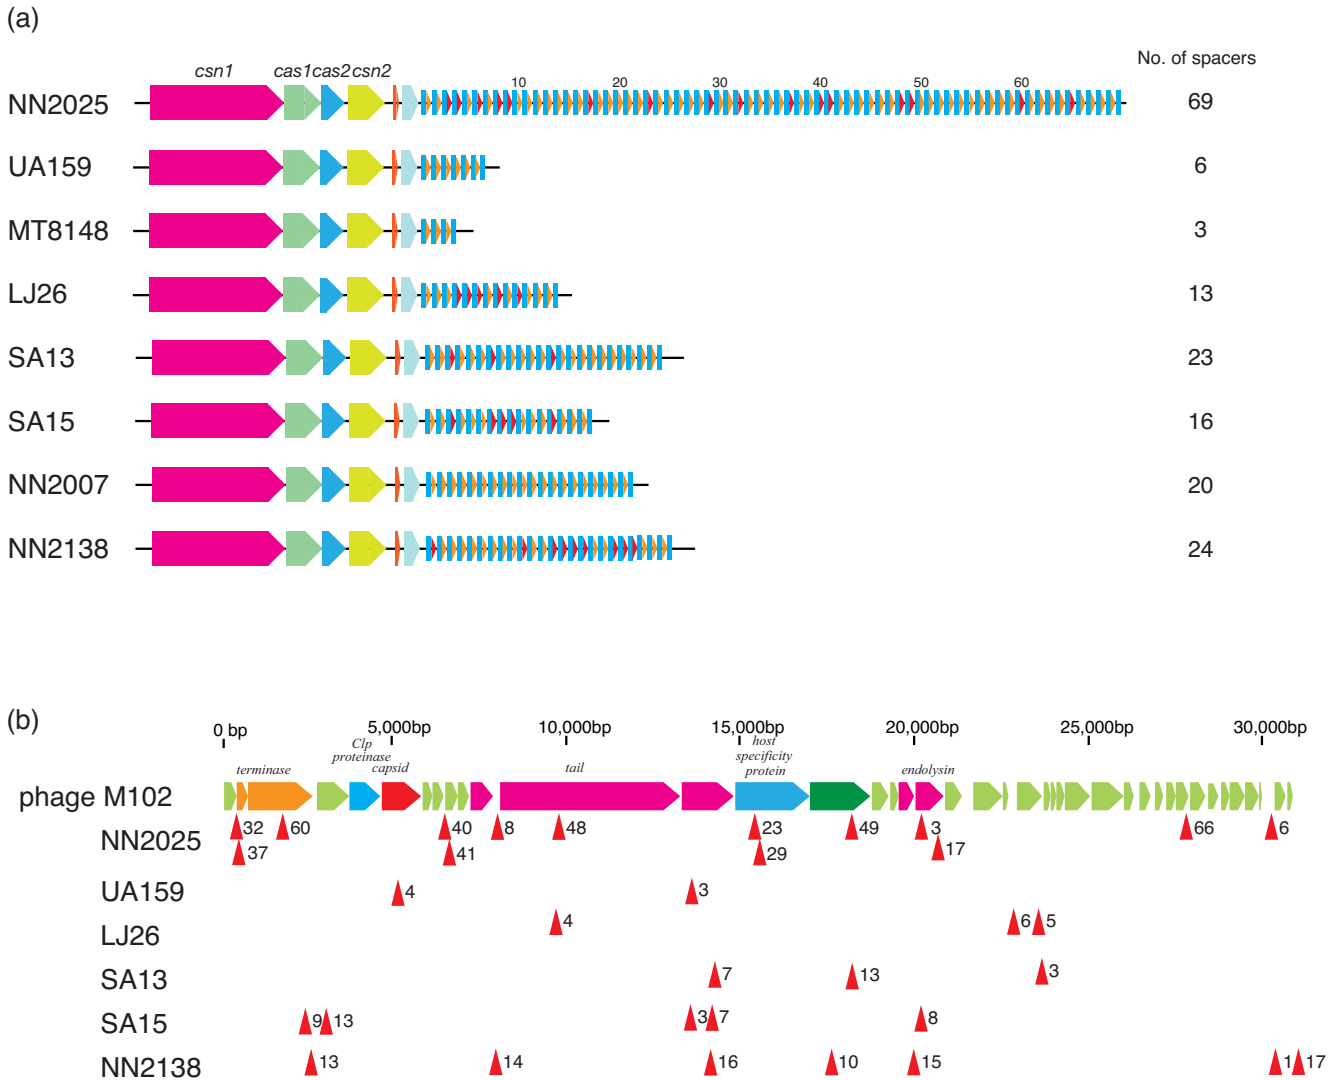 (a)
csn1 cas1 cas2 csn2 No. of spacers
10 20 30 40 50 60
NN2025 69
UA159 6
MT8148 3
LJ26 13
SA13 23
SA15 16
NN2007 20
NN2138 24
(b)
0 bp 5,000bp 10,000bp 15,000bp 20,000bp 25,000bp 30,000bp
Clp host
proteinase specificity
terminase capsid tail protein endolysin
phage M102
NN2025 32 60 40 8 48 23 49 3 66 6
37 41 29 17
UA159 4 3
LJ26 4 6 5
SA13 7 13 3
SA15 9 13 3 7 8
NN2138 13 14 16 10 15 1 17